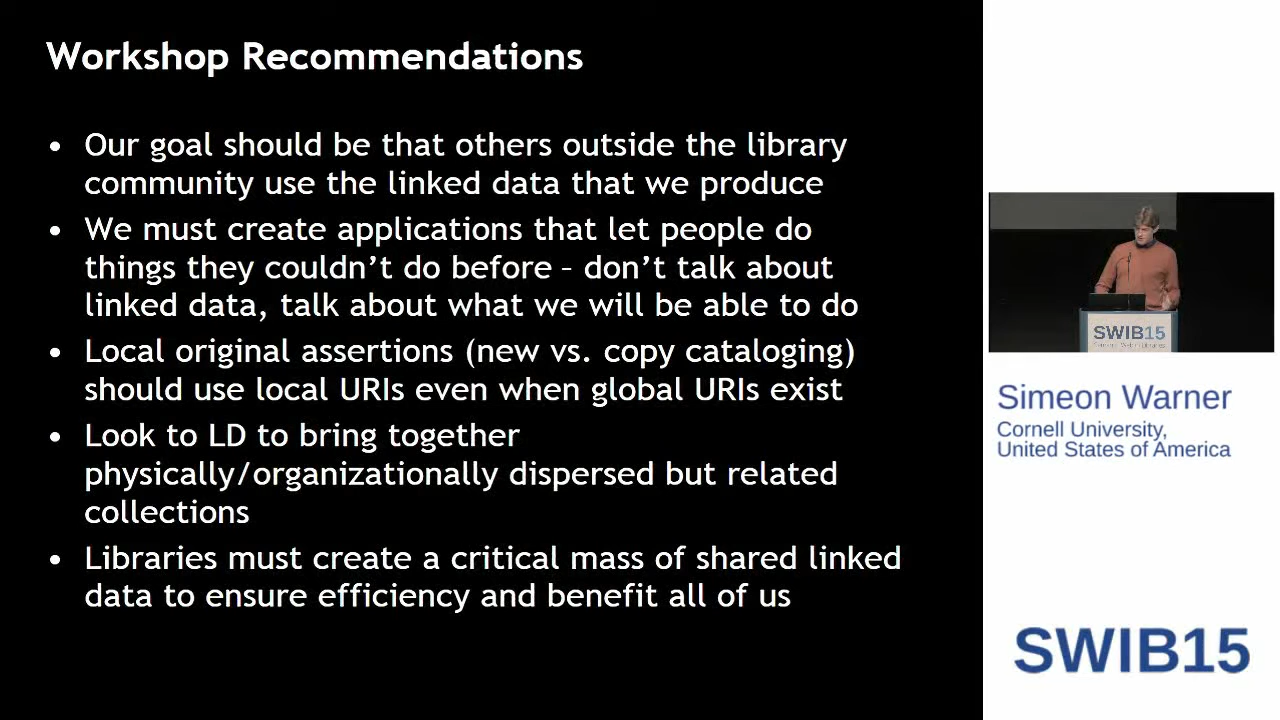 Workshop Recommendations
• Our goal should be that others outside the library
community use the linked data that we produce
• We must create applications that let people do
things they couldn’t do before – don’t talk about
linked data, talk about what we will be able to do
• Local original assertions (new vs. copy cataloging)
should use local URIs even when global URIs exist
• Look to LD to bring together
physically/organizationally dispersed but related
collections
• Libraries must create a critical mass of shared linked
data to ensure efficiency and benefit all of us
SWIB15
Simeon Warner
Cornell University,
United States of America
SWIB15